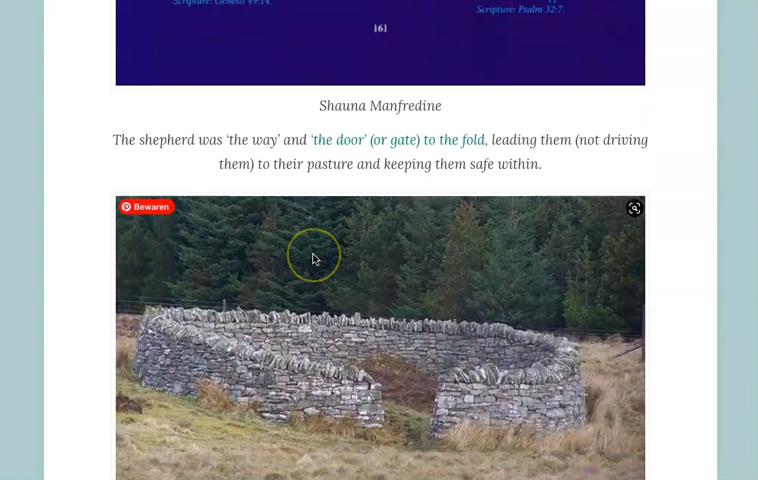 Scripture: Genesis 49:14.
Scripture: Psalm 32:7.
161
Shauna Manfredine
The shepherd was ‘the way’ and ‘the door’ (or gate) to the fold, leading them (not driving
them) to their pasture and keeping them safe within.
Bewaren